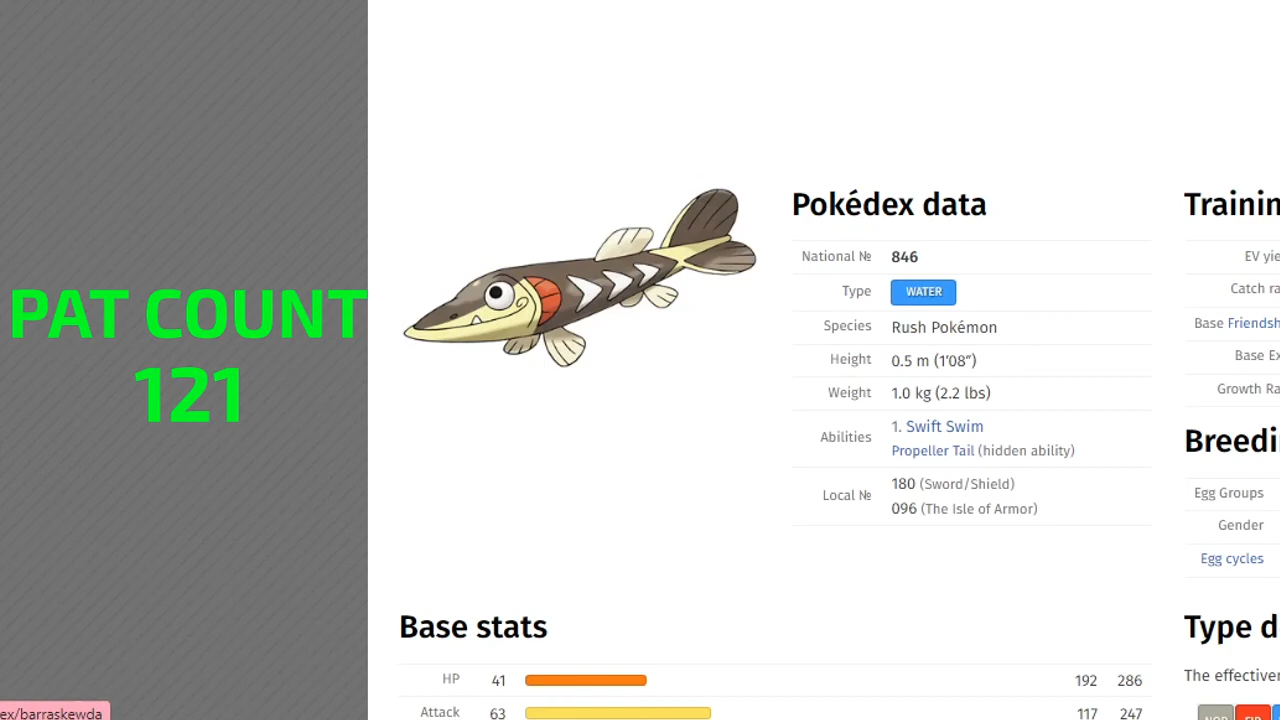 PAT COUNT
121
Pokédex data
National № 846
Type WATER
Species Rush Pokémon
Height 0.5 m (1′08″)
Weight 1.0 kg (2.2 lbs)
Abilities 1. Swift Swim
Propeller Tail (hidden ability)
Local № 180 (Sword/Shield)
096 (The Isle of Armor)
Trainin
EV yie
Catch ra
Base Friendsh
Base Ex
Growth Ra
Breedi
Egg Groups
Gender
Egg cycles
Base stats
HP 41 192 286
Attack 63 117 247
Type d
The effective
ex/barraskewda